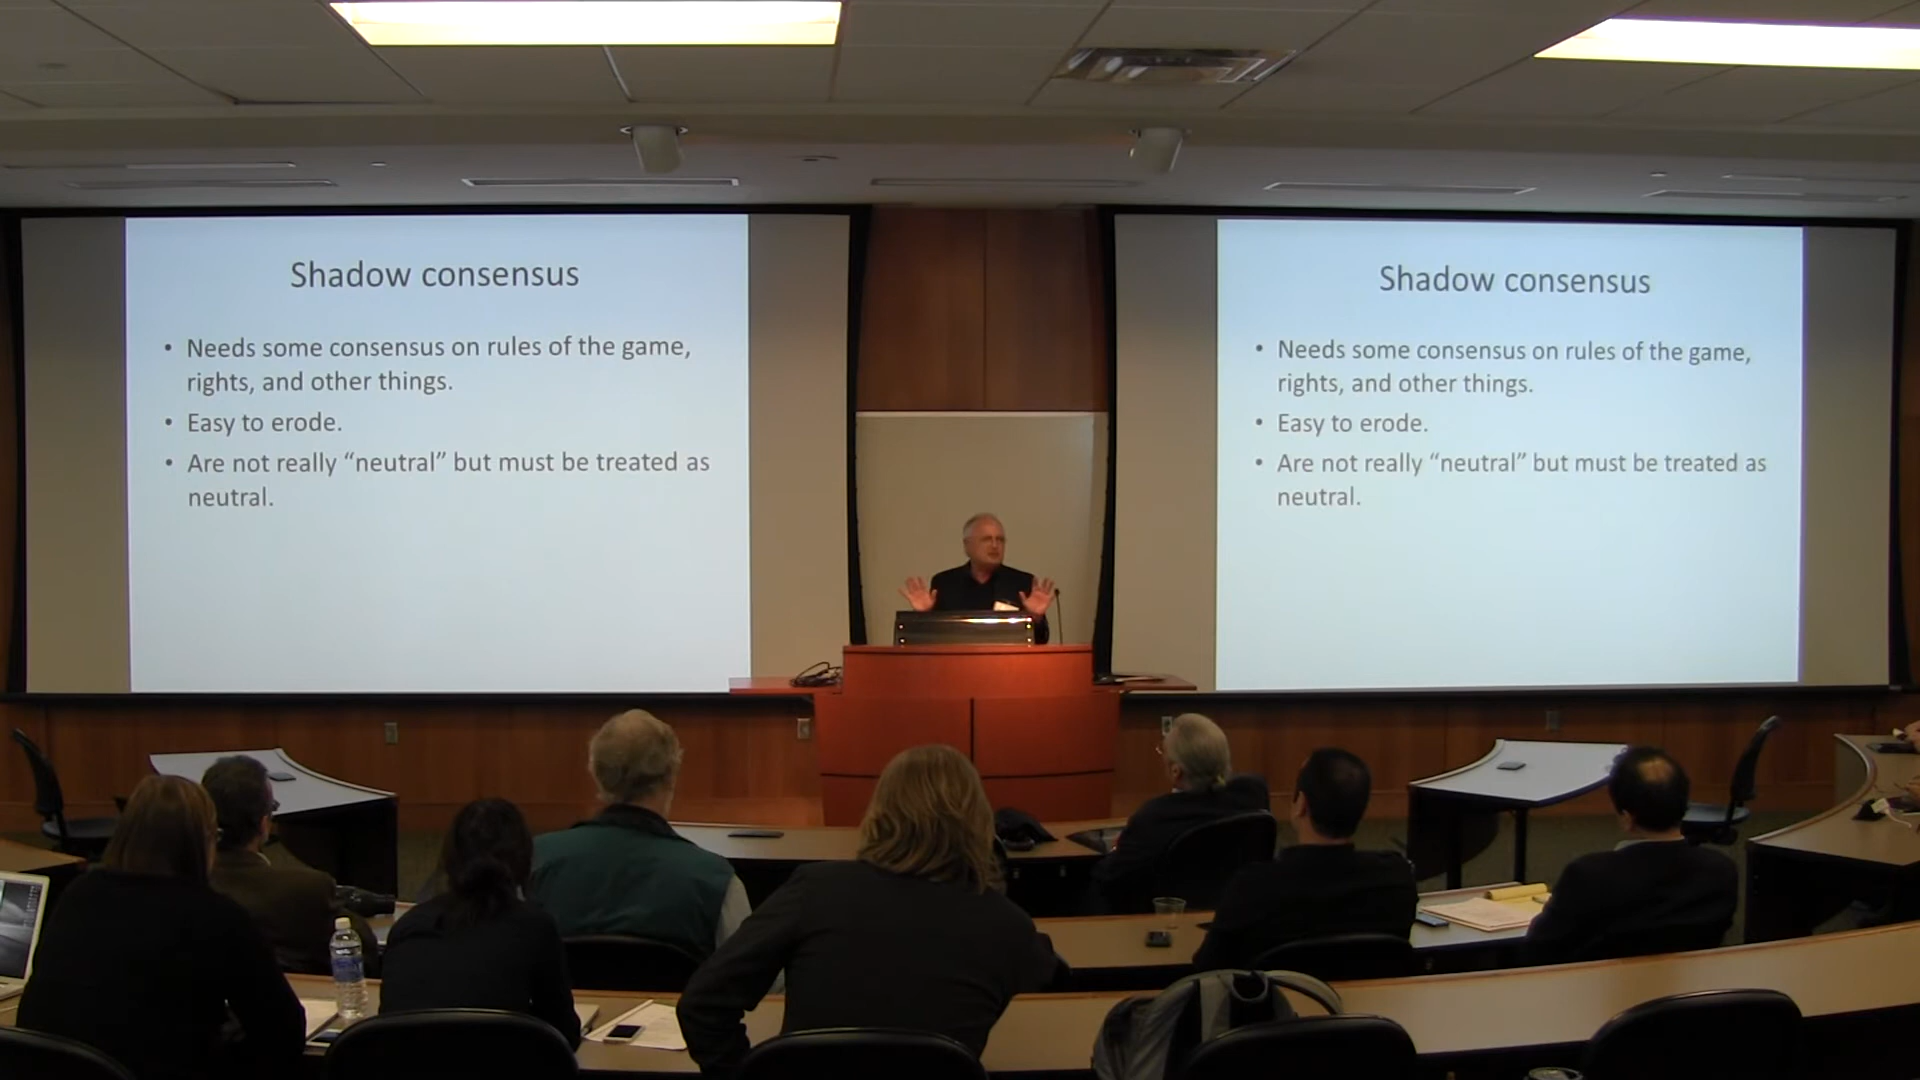 Shadow consensus
• Needs some consensus on rules of the game,
rights, and other things.
• Easy to erode.
• Are not really “neutral” but must be treated as
neutral.
Shadow consensus
• Needs some consensus on rules of the game,
rights, and other things.
• Easy to erode.
• Are not really “neutral” but must be treated as
neutral.